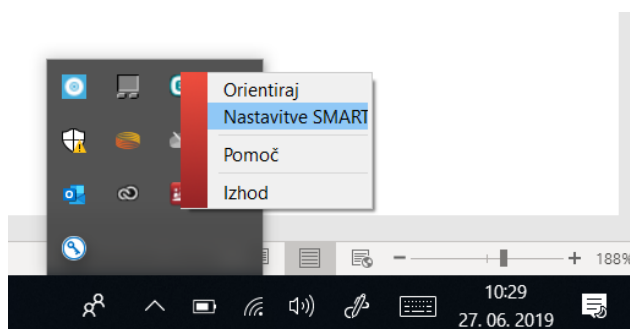 Orientiraj
Nastavitve SMART
Pomoč
Izhod
188%
10:29
27. 06. 2019